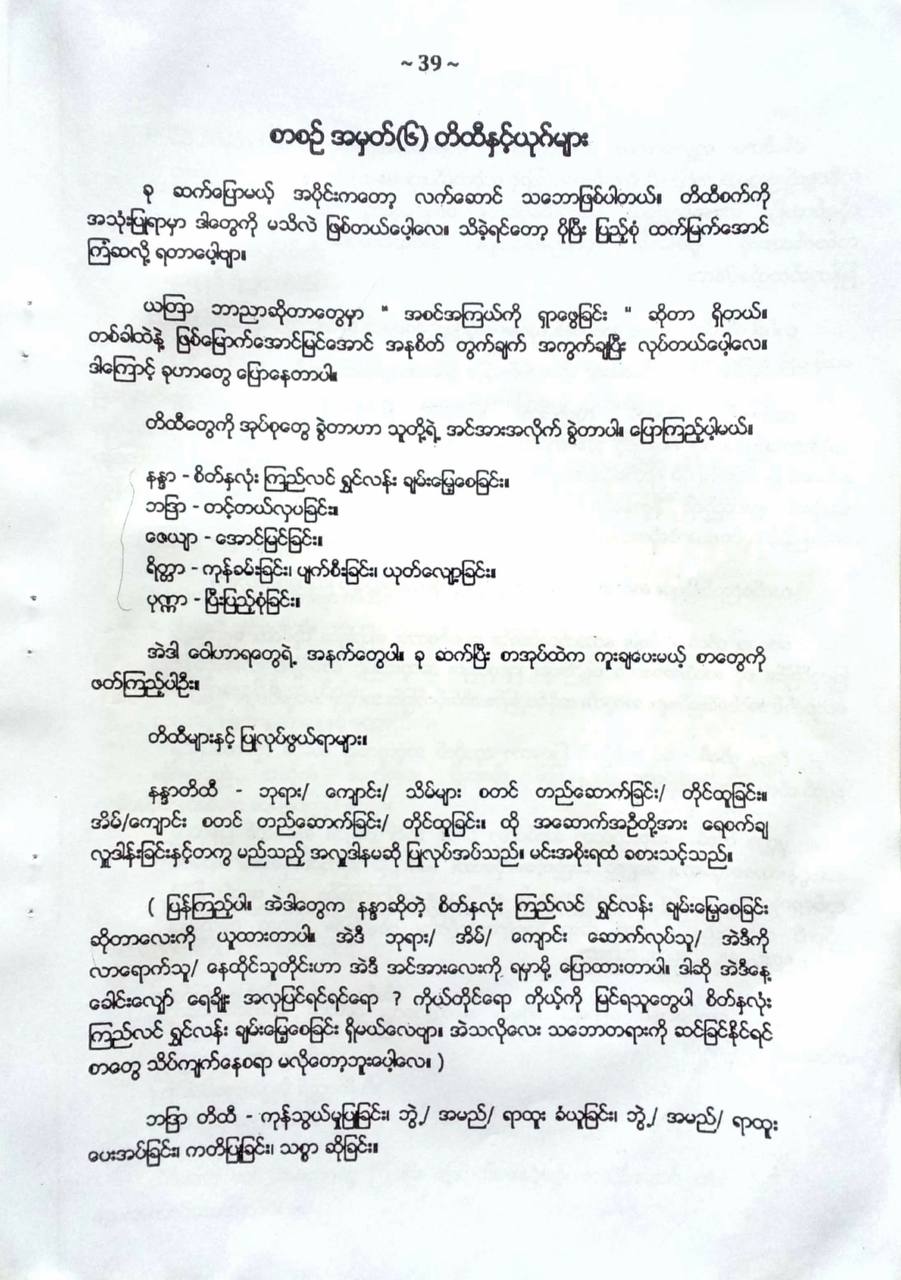 ~ 39 ~
စာစဉ် အမှတ်(၆) တိထီနှင့်ယုဂ်များ
ခု ဆက်ပြောမယ့် အပိုင်းကတော့ လက်ဆောင် သဘောဖြစ်ပါတယ်။ တိထီစက်ကို
အသုံးပြုရာမှာ ဒါတွေကို မသိလဲ ဖြစ်တယ်ပေါ့လေ။ သိခဲ့ရင်တော့ ပိုပြီး ပြည့်စုံ ထက်မြက်အောင်
ကြံဆလို့ ရတာပေါ့ဗျာ။
ယတြာ ဘာညာဆိုတာတွေမှာ " အစင်အကြယ်ကို ရှာဖွေခြင်း " ဆိုတာ ရှိတယ်။
တစ်ခါထဲနဲ့ ဖြစ်မြောက်အောင်မြင်အောင် အနုစိတ် တွက်ချက် အကွက်ချပြီး လုပ်တယ်ပေါ့လေ။
ဒါကြောင့် ခုဟာတွေ ပြောနေတာပါ။
တိထီတွေကို အုပ်စုတွေ ခွဲတာဟာ သူတို့ရဲ့ အင်အားအလိုက် ခွဲတာပါ။ ပြောကြည့်ပါ့မယ်။
နန္ဒာ - စိတ်နှလုံး ကြည်လင် ရွှင်လန်း ချမ်းမြေ့စေခြင်း။
ဘဒြာ - တင့်တယ်လှပခြင်း။
ဇေယျာ - အောင်မြင်ခြင်း။
ရိတ္တာ - ကုန်ခမ်းခြင်း၊ ပျက်စီးခြင်း၊ ယုတ်လျော့ခြင်း။
ပုဏ္ဏာ - ပြီးပြည့်စုံခြင်း။
အဲဒါ ဝေါဟာရတွေရဲ့ အနက်တွေပါ။ ခု ဆက်ပြီး စာအုပ်ထဲက ကူးချပေးမယ့် စာတွေကို
ဖတ်ကြည့်ပါဦး။
တိထီများနှင့် ပြုလုပ်ဖွယ်ရာများ။
နန္ဒာတိထီ - ဘုရား/ ကျောင်း/ သိမ်များ စတင် တည်ဆောက်ခြင်း/ တိုင်ထူခြင်း။
အိမ်/ကျောင်း စတင် တည်ဆောက်ခြင်း/ တိုင်ထူခြင်း။ ထို အဆောက်အဦတို့အား ရေစက်ချ
လှူဒါန်းခြင်းနှင့်တကွ မည်သည့် အလှူဒါနမဆို ပြုလုပ်အပ်သည်။ မင်းအစိုးရထံ ခစားသင့်သည်။
( ပြန်ကြည့်ပါ။ အဲဒါတွေက နန္ဒာဆိုတဲ့ စိတ်နှလုံး ကြည်လင် ရွှင်လန်း ချမ်းမြေ့စေခြင်း
ဆိုတာလေးကို ယူထားတာပါ။ အဲဒီ ဘုရား/ အိမ်/ ကျောင်း ဆောက်လုပ်သူ/ အဲဒီကို
လာရောက်သူ/ နေထိုင်သူတိုင်းဟာ အဲဒီ အင်အားလေးကို ရမှာမို့ ပြောထားတာပါ။ ဒါဆို အဲဒီနေ့
ခေါင်းလျှော် ရေချိုး အလှပြင်ရင်ရင်ရော ? ကိုယ်တိုင်ရော ကိုယ့်ကို မြင်ရသူတွေပါ စိတ်နှလုံး
ကြည်လင် ရွှင်လန်း ချမ်းမြေ့စေခြင်း ရှိမယ်လေဗျာ။ အဲသလိုလေး သဘောတရားကို ဆင်ခြင်နိုင်ရင်
စာတွေ သိပ်ကျက်နေစရာ မလိုတော့ဘူးပေါ့လေ။ )
ဘဒြာ တိထီ - ကုန်သွယ်မှုပြုခြင်း၊ ဘွဲ့/ အမည်/ ရာထူး ခံယူခြင်း၊ ဘွဲ့/ အမည်/ ရာထူး
ပေးအပ်ခြင်း၊ ကတိပြုခြင်း၊ သစ္စာ ဆိုခြင်း။